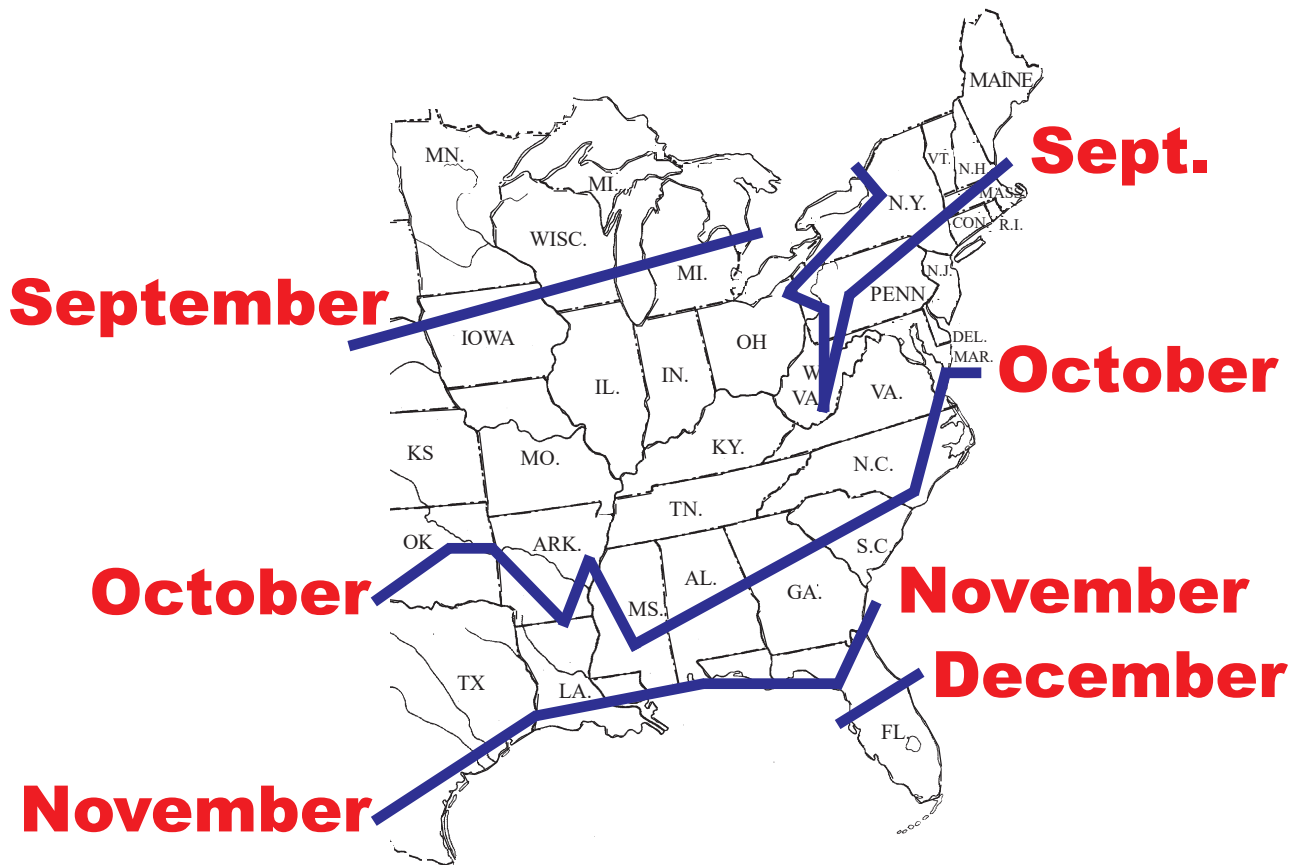 MAINE
Sept.
MN.
VT.
N.H.
MI.
MASS.
N.Y.
CON.
R.I.
WISC.
MI.
N.J.
September
PENN
IOWA
OH
DEL.
MAR.
October
W.
VA.
IN.
IL.
VA.
KY.
KS
MO.
N.C.
TN.
OK
ARK.
S.C.
October
AL.
GA.
MS.
November
December
TX
LA.
FL.
November